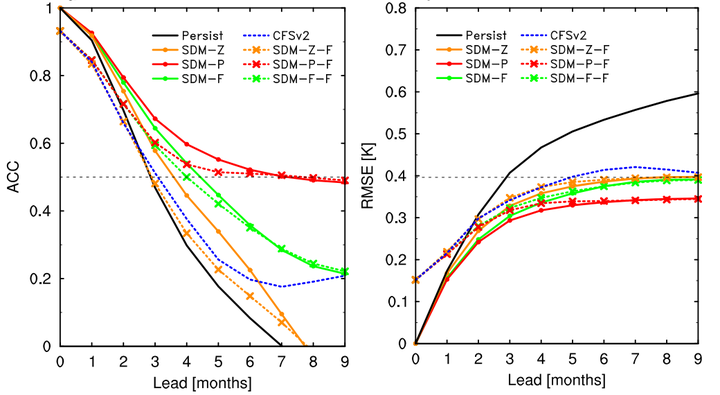 1
0.8
0.6
0.4
0.2
0
ACC
Persist
SDM-Z
SDM-P
SDM-F
CFSv2
SDM-Z-F
SDM-P-F
SDM-F-F
0 1 2 3 4 5 6 7 8 9
Lead [months]
0.8
0.7
0.6
0.5
0.4
0.3
0.2
0.1
0
RMSE [K]
Persist
SDM-Z
SDM-P
SDM-F
CFSv2
SDM-Z-F
SDM-P-F
SDM-F-F
0 1 2 3 4 5 6 7 8 9
Lead [months]